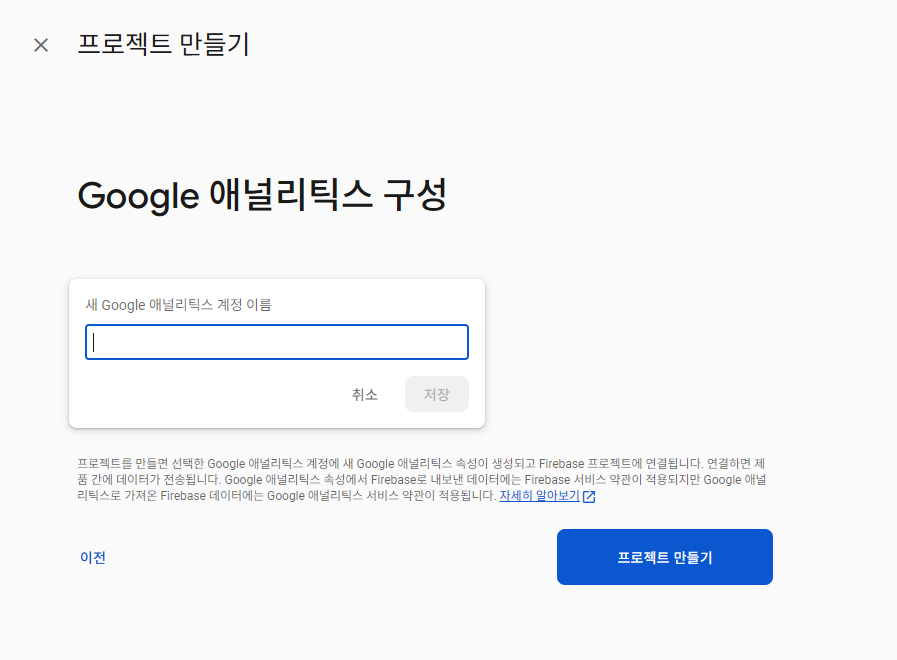 프로젝트 만들기
Google 애널리틱스 구성
새 Google 애널리틱스 계정 이름
취소
저장
프로젝트를 만들면 선택한 Google 애널리틱스 계정에 새 Google 애널리틱스 속성이 생성되고 Firebase 프로젝트에 연결됩니다. 연결하면 제
품 간에 데이터가 전송됩니다. Google 애널리틱스 속성에서 Firebase로 내보낸 데이터에는 Firebase 서비스 약관이 적용되지만 Google 애널
리틱스로 가져온 Firebase 데이터에는 Google 애널리틱스 서비스 약관이 적용됩니다. 자세히 알아보기
이전
프로젝트 만들기